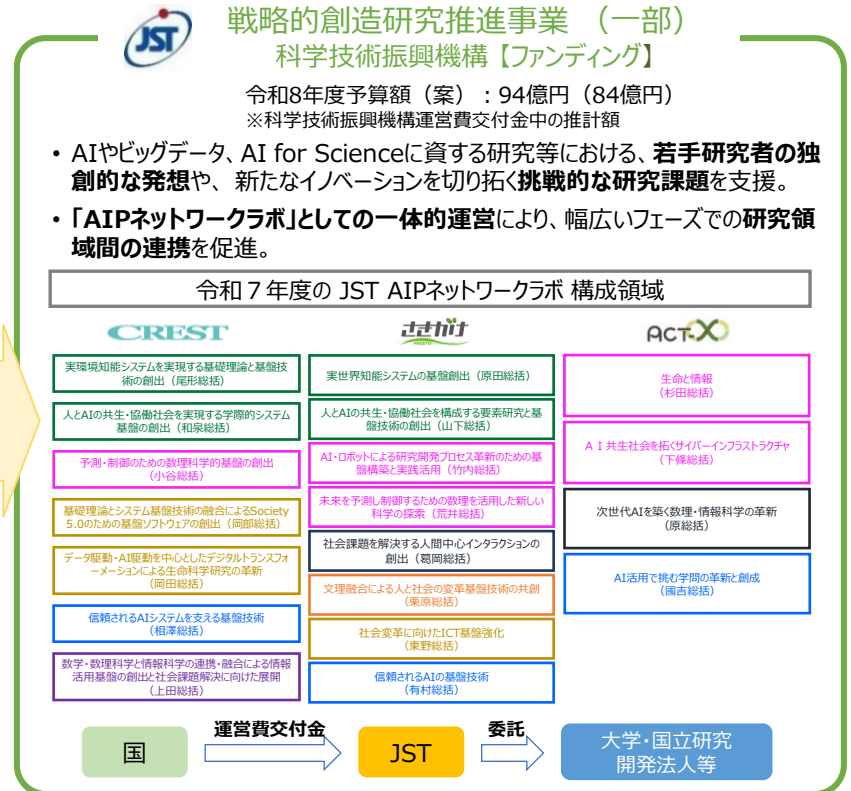 JST
戦略的創造研究推進事業 （一部）
科学技術振興機構【ファンディング】
令和8年度予算額（案）：94億円（84億円）
※科学技術振興機構運営費交付金中の推計額
• AIやビッグデータ、AI for Scienceに資する研究等における、若手研究者の独
創的な発想や、新たなイノベーションを切り拓く挑戦的な研究課題を支援。
• 「AIPネットワークラボ」としての一体的運営により、幅広いフェーズでの研究領
域間の連携を促進。
令和７年度の JST AIPネットワークラボ 構成領域
CREST
実環境知能システムを実現する基礎理論と基盤技
術の創出（尾形総括）
人とAIの共生・協働社会を実現する学際的システム
基盤の創出（和泉総括）
予測・制御のための数理科学的基盤の創出
（小谷総括）
基礎理論とシステム基盤技術の融合によるSociety
5.0のための基盤ソフトウェアの創出（岡部総括）
データ駆動・AI駆動を中心としたデジタルトランスフォ
ーメーションによる生命科学研究の革新
（岡田総括）
信頼されるAIシステムを支える基盤技術
（相澤総括）
数学・数理科学と情報科学の連携・融合による情報
活用基盤の創出と社会課題解決に向けた展開
（上田総括）
さきがけ
PRESTO
実世界知能システムの基盤創出（原田総括）
人とAIの共生・協働社会を構成する要素研究と基
盤技術の創出（山下総括）
AI・ロボットによる研究開発プロセス革新のための基
盤構築と実践活用（竹内総括）
未来を予測し制御するための数理を活用した新しい
科学の探索（荒井総括）
社会課題を解決する人間中心インタラクションの
創出（葛岡総括）
文理融合による人と社会の変革基盤技術の共創
（栗原総括）
社会変革に向けたICT基盤強化
（東野総括）
信頼されるAIの基盤技術
（有村総括）
ACT-X
生命と情報
（杉田総括）
ＡＩ共生社会を拓くサイバーインフラストラクチャ
（下條総括）
次世代AIを築く数理・情報科学の革新
（原総括）
AI活用で挑む学問の革新と創成
（國吉総括）
国
運営費交付金
JST
委託
大学・国立研究
開発法人等